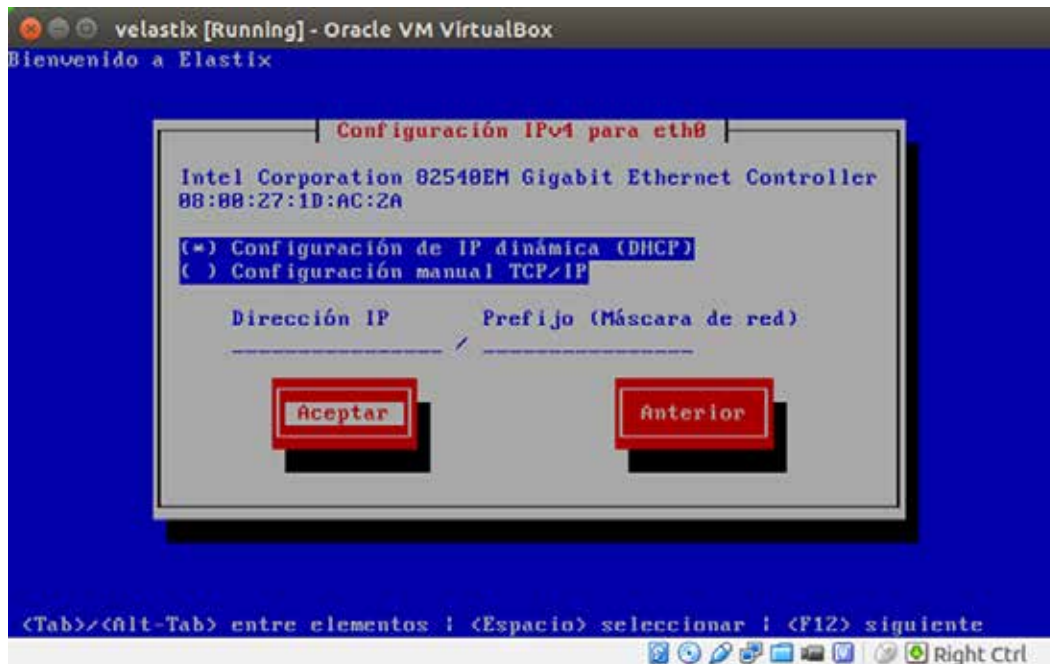 velastix [Running] - Oracle VM VirtualBox
Bienvenido a Elastix
Configuración IPv4 para eth0
Intel Corporation 82540EM Gigabit Ethernet Controller
08:00:27:1D:AC:2A
(*) Configuración de IP dinámica (DHCP)
( ) Configuración manual TCP/IP
Dirección IP Prefijo (Máscara de red)
________________ / ________________
Aceptar Anterior
<Tab>/<Alt-Tab> entre elementos | <Espacio> seleccionar | <F12> siguiente
Right Ctrl